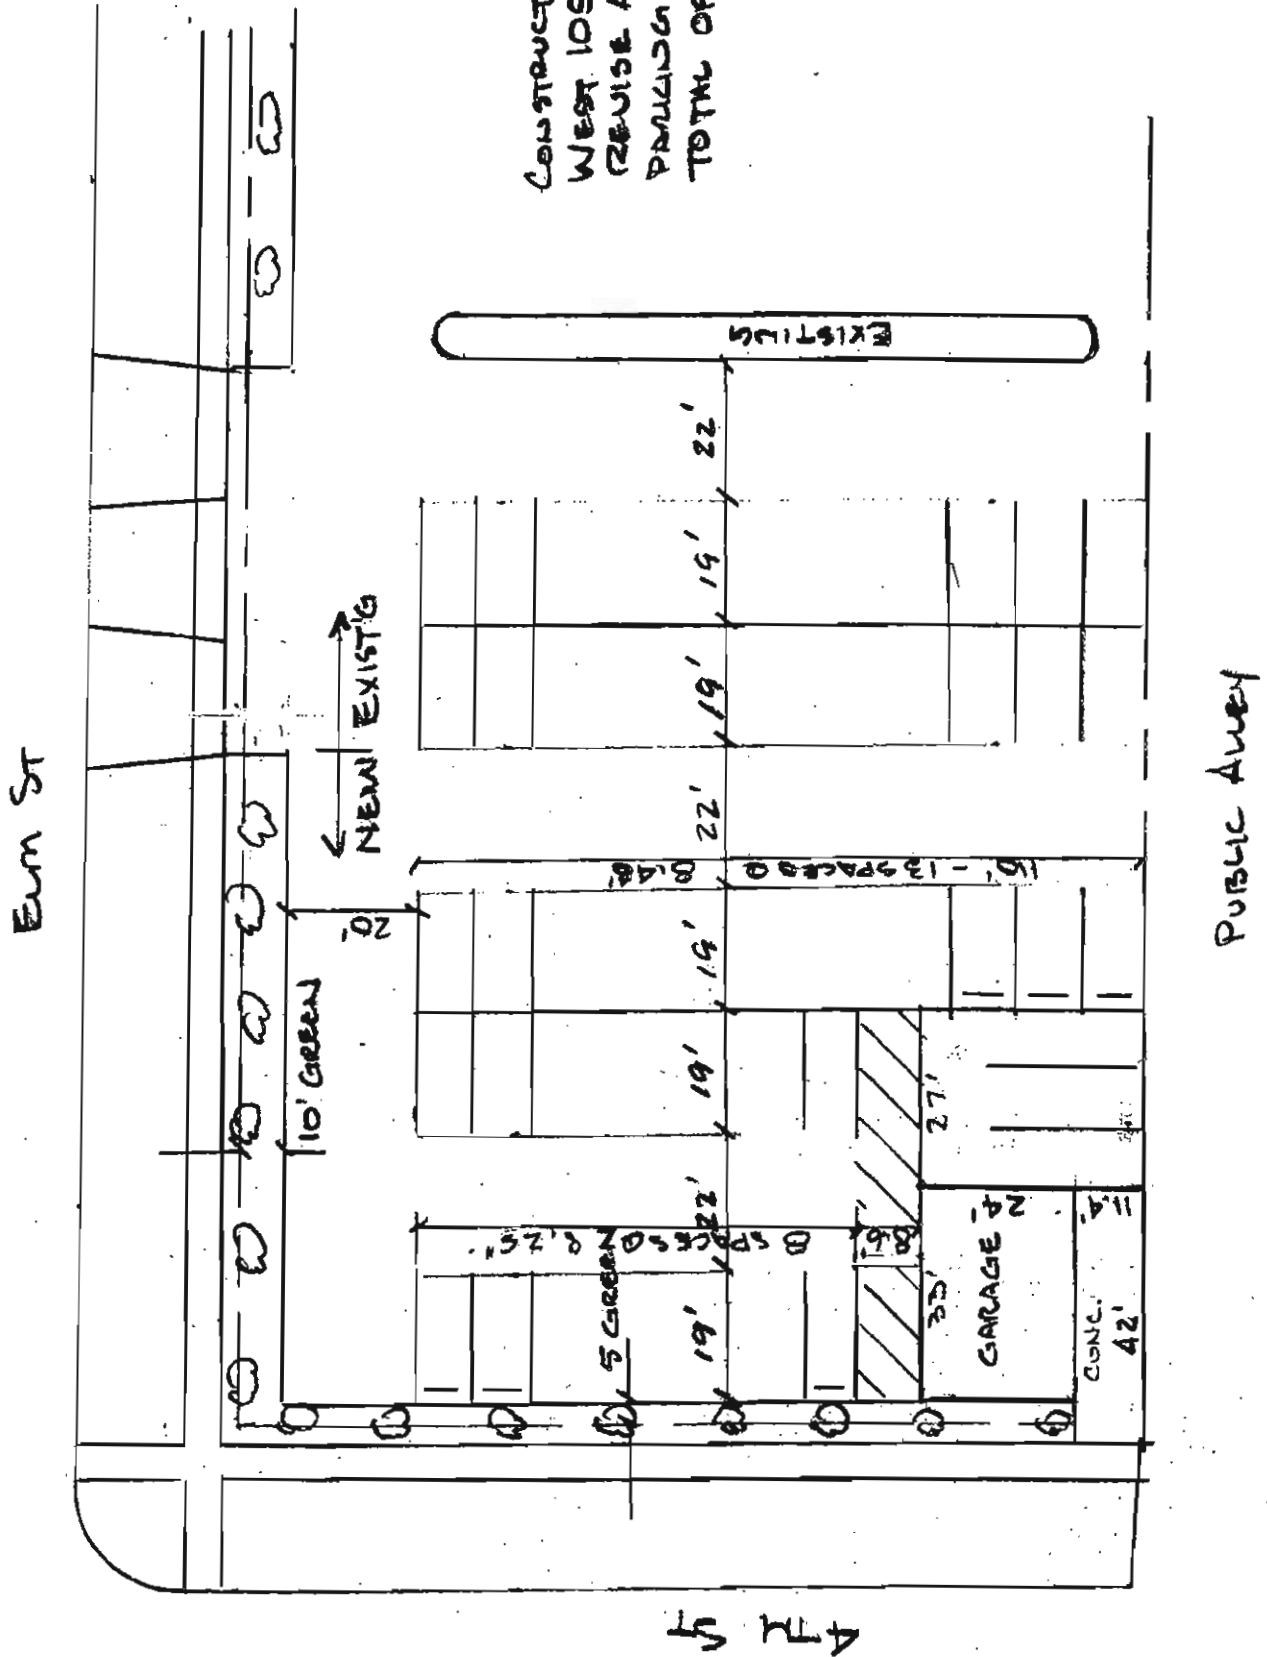 ELM ST
CONSTRUCT
WEST 105
REVISE A
PARKING
TOTAL OF
EXISTING
22'
19'
19'
22'
19'
19'
22'
19'
NEW EXIST'G
20'
10' GREEN
110' - 13 SPACES @ 8.46'
8 SPACES @ 8.25".
8.6'
5 GREEN
27'
33'
GARAGE 24'
11.4'
CONC.
42'
PUBLIC ALLEY
4TH ST